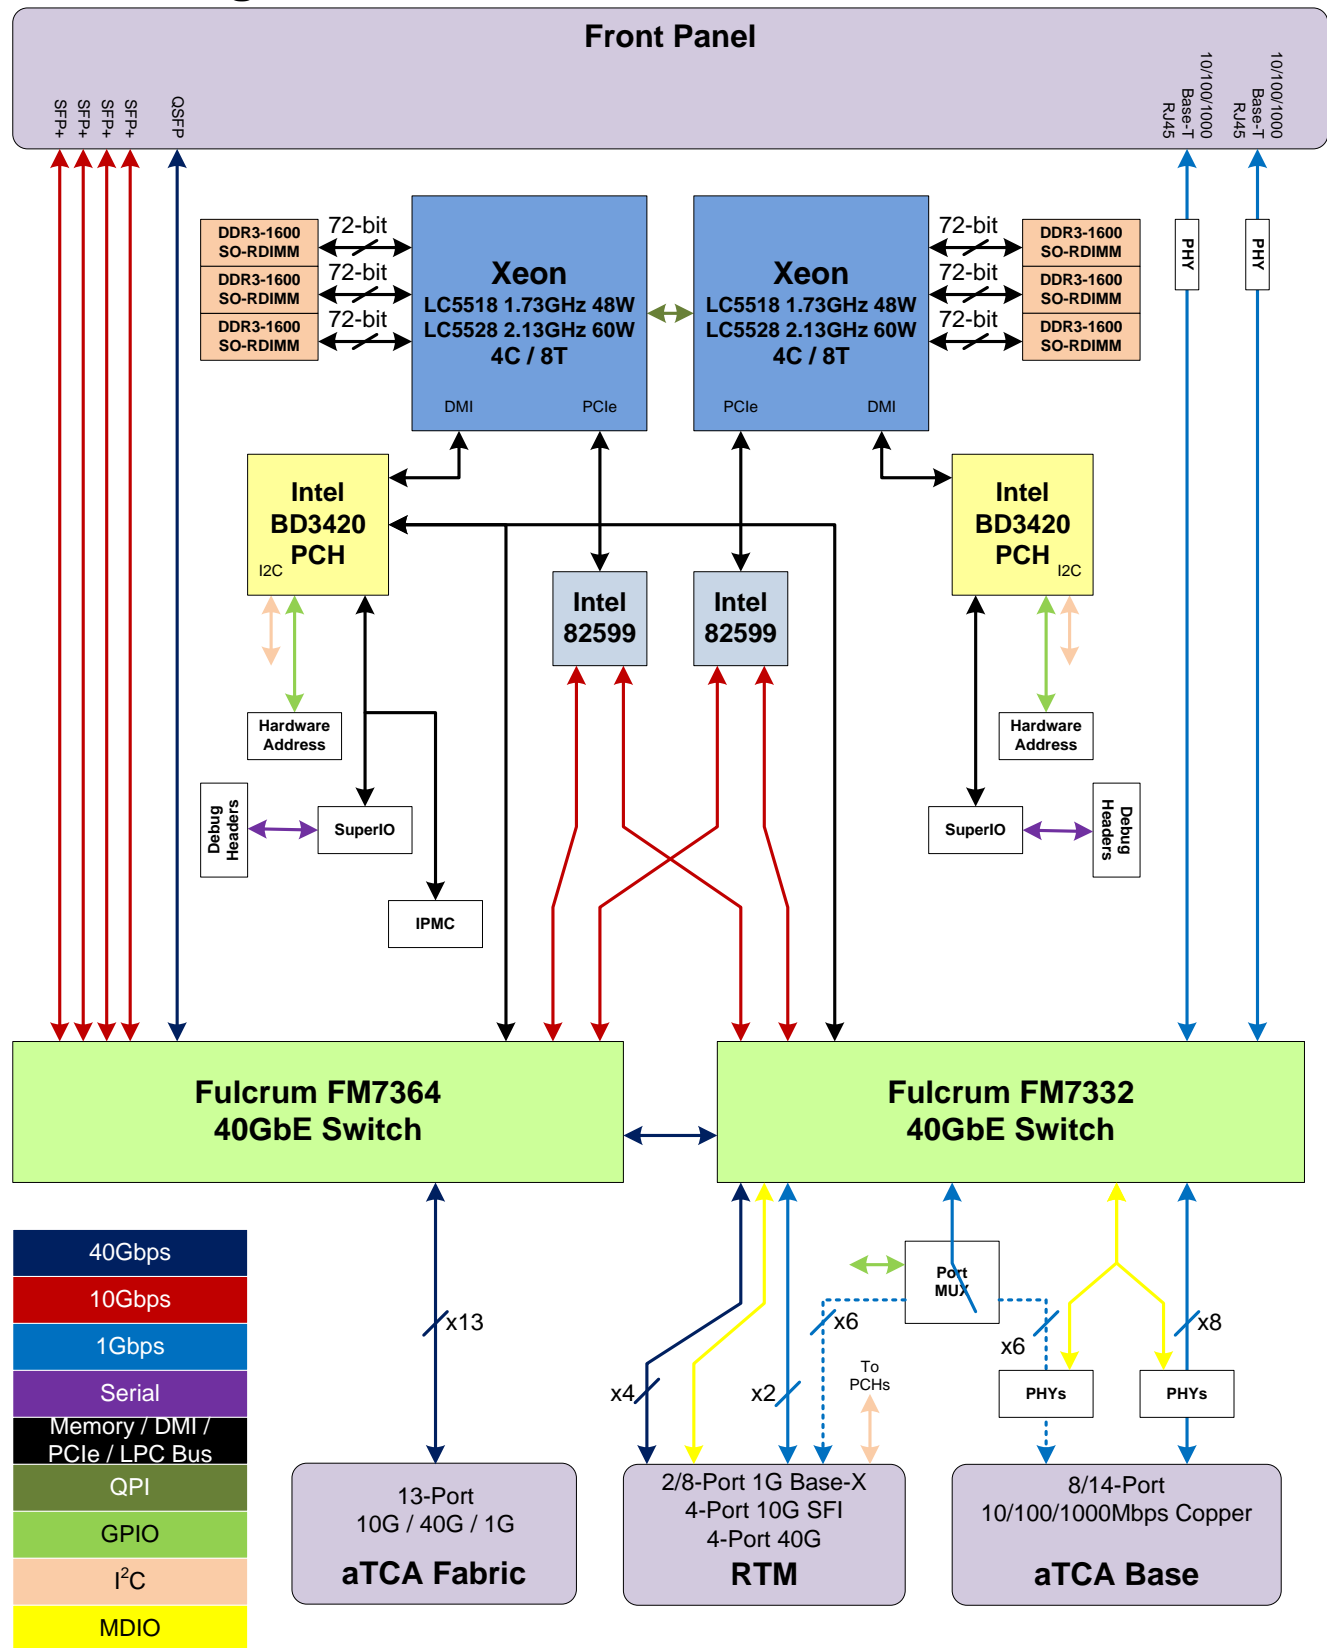 Front Panel
SFP+
SFP+
SFP+
SFP+
QSFP
10/100/1000
Base-T
RJ45
10/100/1000
Base-T
RJ45
PHY
PHY
DDR3-1600
SO-RDIMM
DDR3-1600
SO-RDIMM
DDR3-1600
SO-RDIMM
72-bit
72-bit
72-bit
Xeon
LC5518 1.73GHz 48W
LC5528 2.13GHz 60W
4C / 8T
DMI
PCIe
Xeon
LC5518 1.73GHz 48W
LC5528 2.13GHz 60W
4C / 8T
PCIe
DMI
72-bit
72-bit
72-bit
DDR3-1600
SO-RDIMM
DDR3-1600
SO-RDIMM
DDR3-1600
SO-RDIMM
Intel
BD3420
PCH
I2C
Intel
BD3420
PCH
I2C
Intel
82599
Intel
82599
Hardware
Address
Hardware
Address
Debug
Headers
SuperIO
IPMC
SuperIO
Debug
Headers
Fulcrum FM7364
40GbE Switch
Fulcrum FM7332
40GbE Switch
40Gbps
10Gbps
1Gbps
Serial
Memory / DMI /
PCIe / LPC Bus
QPI
GPIO
I²C
MDIO
x13
x4
x2
x6
Port
MUX
x6
x8
To
PCHs
PHYs
PHYs
13-Port
10G / 40G / 1G
aTCA Fabric
2/8-Port 1G Base-X
4-Port 10G SFI
4-Port 40G
RTM
8/14-Port
10/100/1000Mbps Copper
aTCA Base